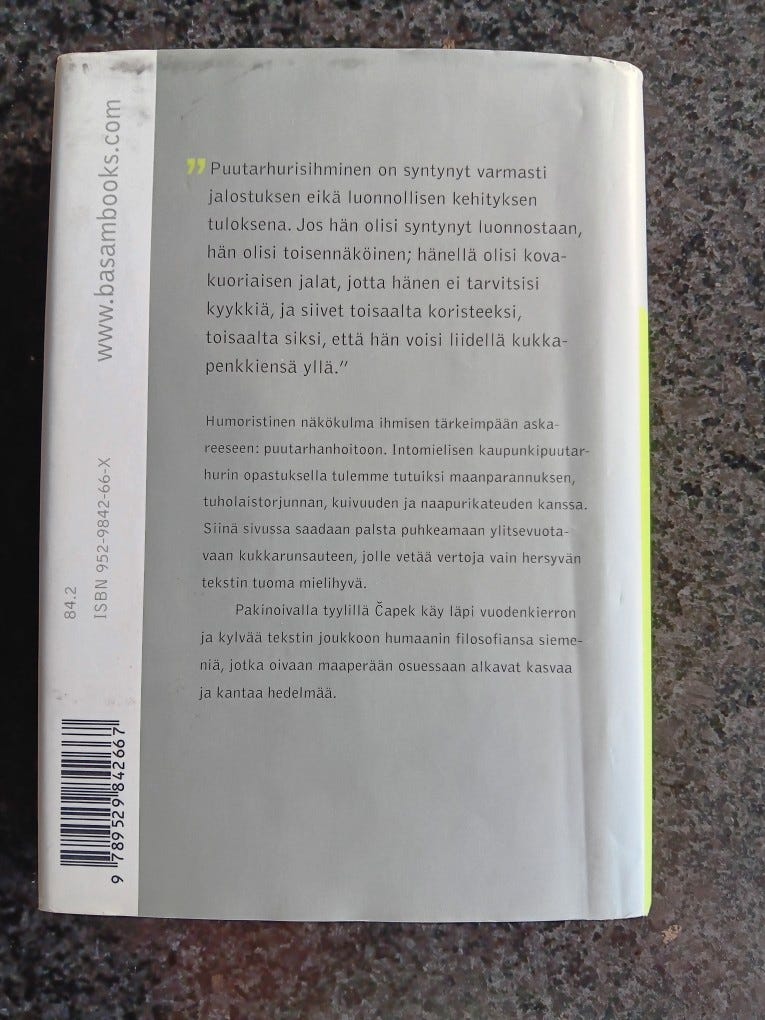 ” Puutarhurisihminen on syntynyt varmasti
jalostuksen eikä luonnollisen kehityksen
tuloksena. Jos hän olisi syntynyt luonnostaan,
hän olisi toisennäköinen; hänellä olisi kova-
kuoriaisen jalat, jotta hänen ei tarvitsisi
kyykkiä, ja siivet toisaalta koristeeksi,
toisaalta siksi, että hän voisi liidellä kukka-
penkkiensä yllä.”
Humoristinen näkökulma ihmisen tärkeimpään aska-
reeseen: puutarhanhoitoon. Intomielisen kaupunkipuutar-
hurin opastuksella tulemme tutuiksi maanparannuksen,
tuholaistorjunnan, kuivuuden ja naapurikateuden kanssa.
Siinä sivussa saadaan palsta puhkeamaan ylitsevuota-
vaan kukkarunsauteen, jolle vetää vertoja vain hersyvän
tekstin tuoma mielihyvä.
Pakinoivalla tyylillä Čapek käy läpi vuodenkierron
ja kylvää tekstin joukkoon humaanin filosofiansa sieme-
niä, jotka oivaan maaperään osuessaan alkavat kasvaa
ja kantaa hedelmää.
www.basambooks.com
84.2
ISBN 952-9842-66-X
9 789529 842667